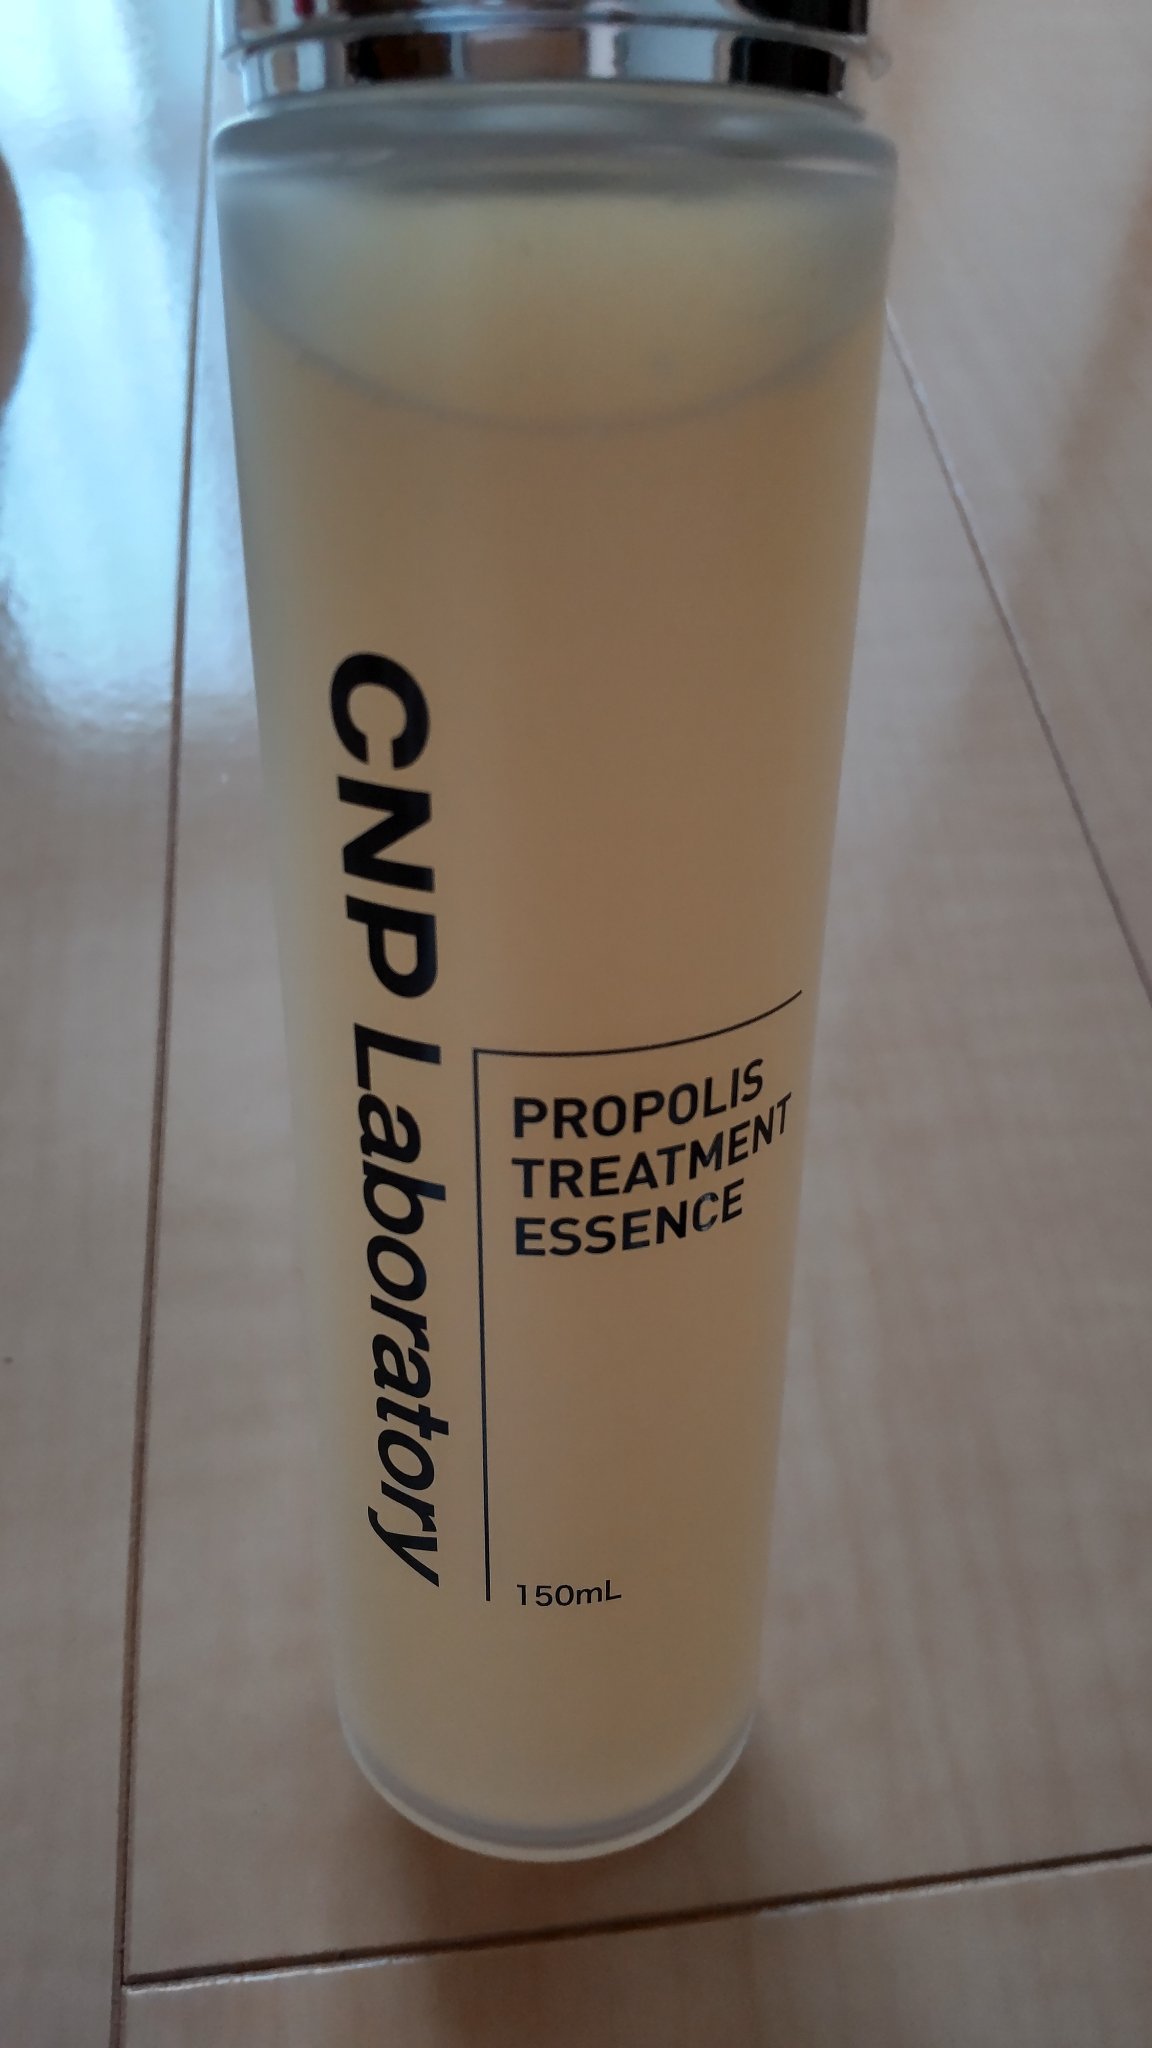 CNP Laboratory
PROPOLIS
TREATMENT
ESSENCE
150mL